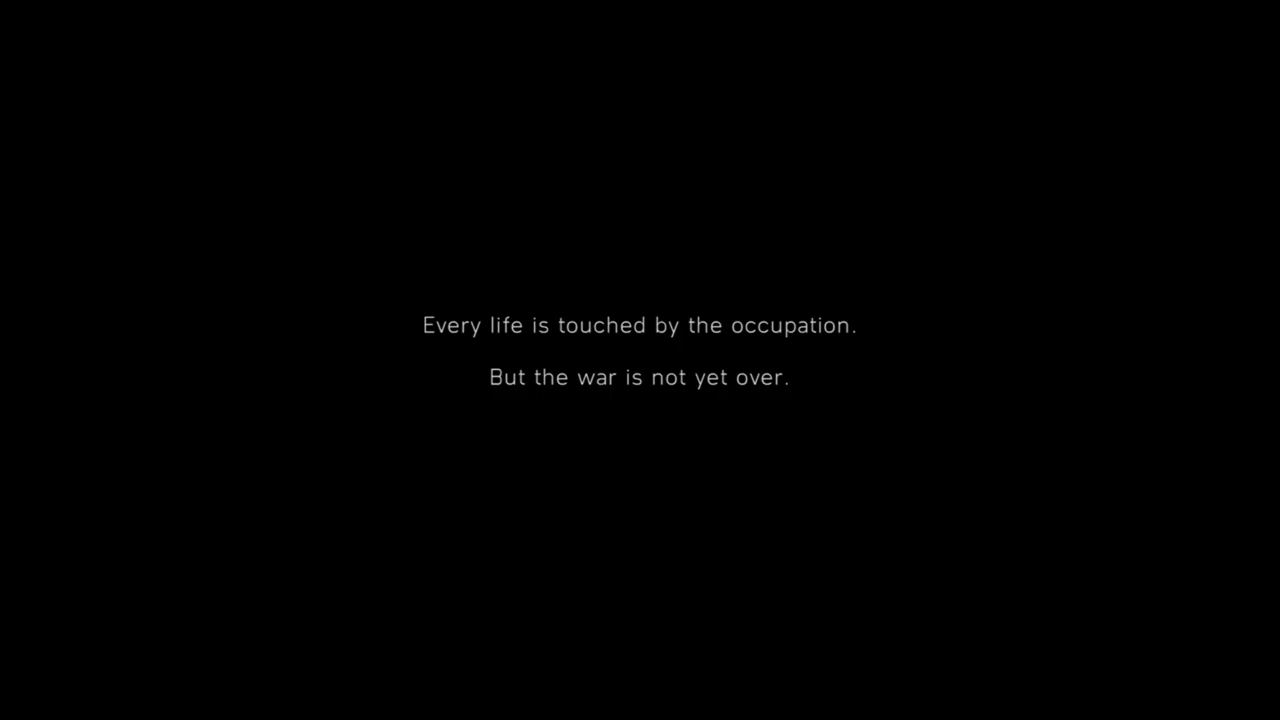 Every life is touched by the occupation.
But the war is not yet over.